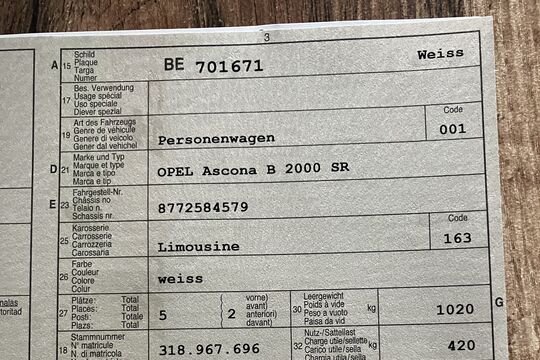 3
A 15 Schild
Plaque
Targa
Numer
BE 701671 Weiss
17 Bes. Verwendung
Usage spécial
Uso speciale
Diever spezial
19 Art des Fahrzeugs
Genre de véhicule
Genere di veicolo
Gener dal vehichel
Personenwagen
Code
001
D 21 Marke und Typ
Marque et type
Marca e tipo
Marca e tip
OPEL Ascona B 2000 SR
E 23 Fahrgestell-Nr.
Châssis no
Telaio n.
Schassis nr.
8772584579
25 Karosserie
Carrosserie
Carrozzeria
Carossaria
Limousine
Code
163
26 Farbe
Couleur
Colore
Colur
weiss
27 Plätze: Total
Places: Total
Posti: Totale
Plazs: Total
5
( vorne)
( avant)
( anteriori)
( davant)
2
30 Leergewicht
Poids à vide
Peso a vuoto
Paisa da vid
kg
1020
G
18 Stammnummer
N° matricule
N. di matricola
318.967.696
32 Nutz-/Sattellast
Charge utile/sellette
Carico utile/sella
kg
420